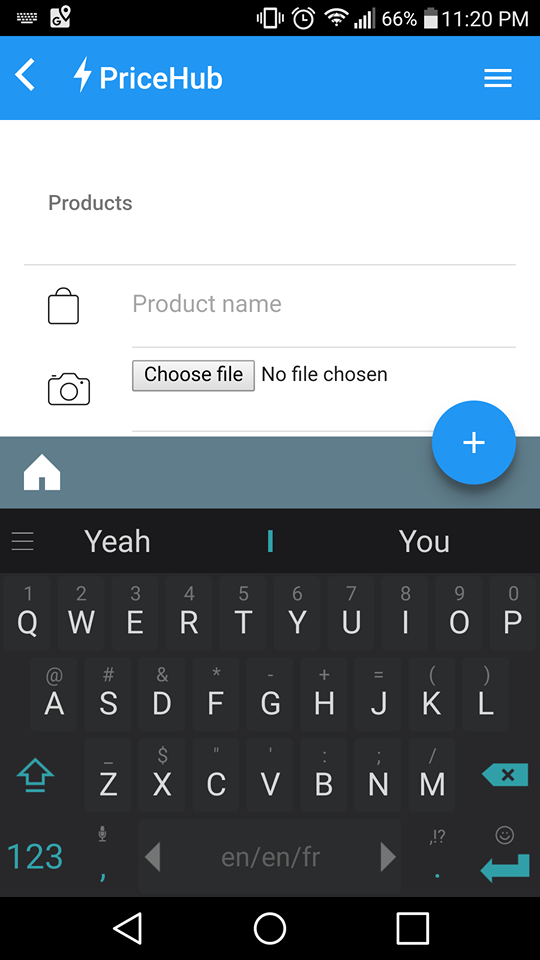 66% 11:20 PM
PriceHub
Products
Product name
Choose file No file chosen
+
Yeah I You
1 2 3 4 5 6 7 8 9 0
Q W E R T Y U I O P
@ # & * - + = ( )
A S D F G H J K L
_ $ " ' : ; /
Z X C V B N M
,!?
123 , en/en/fr .